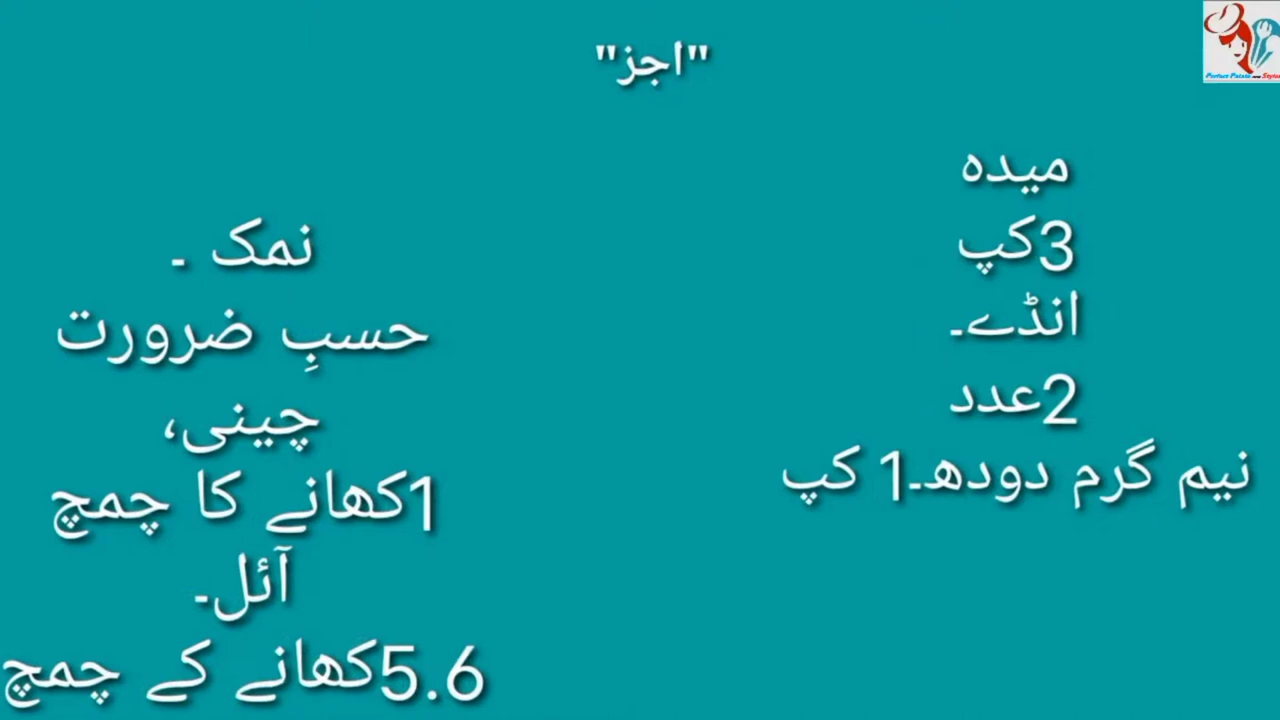 "اجز"
میدہ
3کپ
انڈے۔
2عدد
نیم گرم دودھ۔1 کپ
نمک ۔
حسبِ ضرورت
چینی،
1کھانے کا چمچ
آئل۔
5.6کھانے کے چمچ